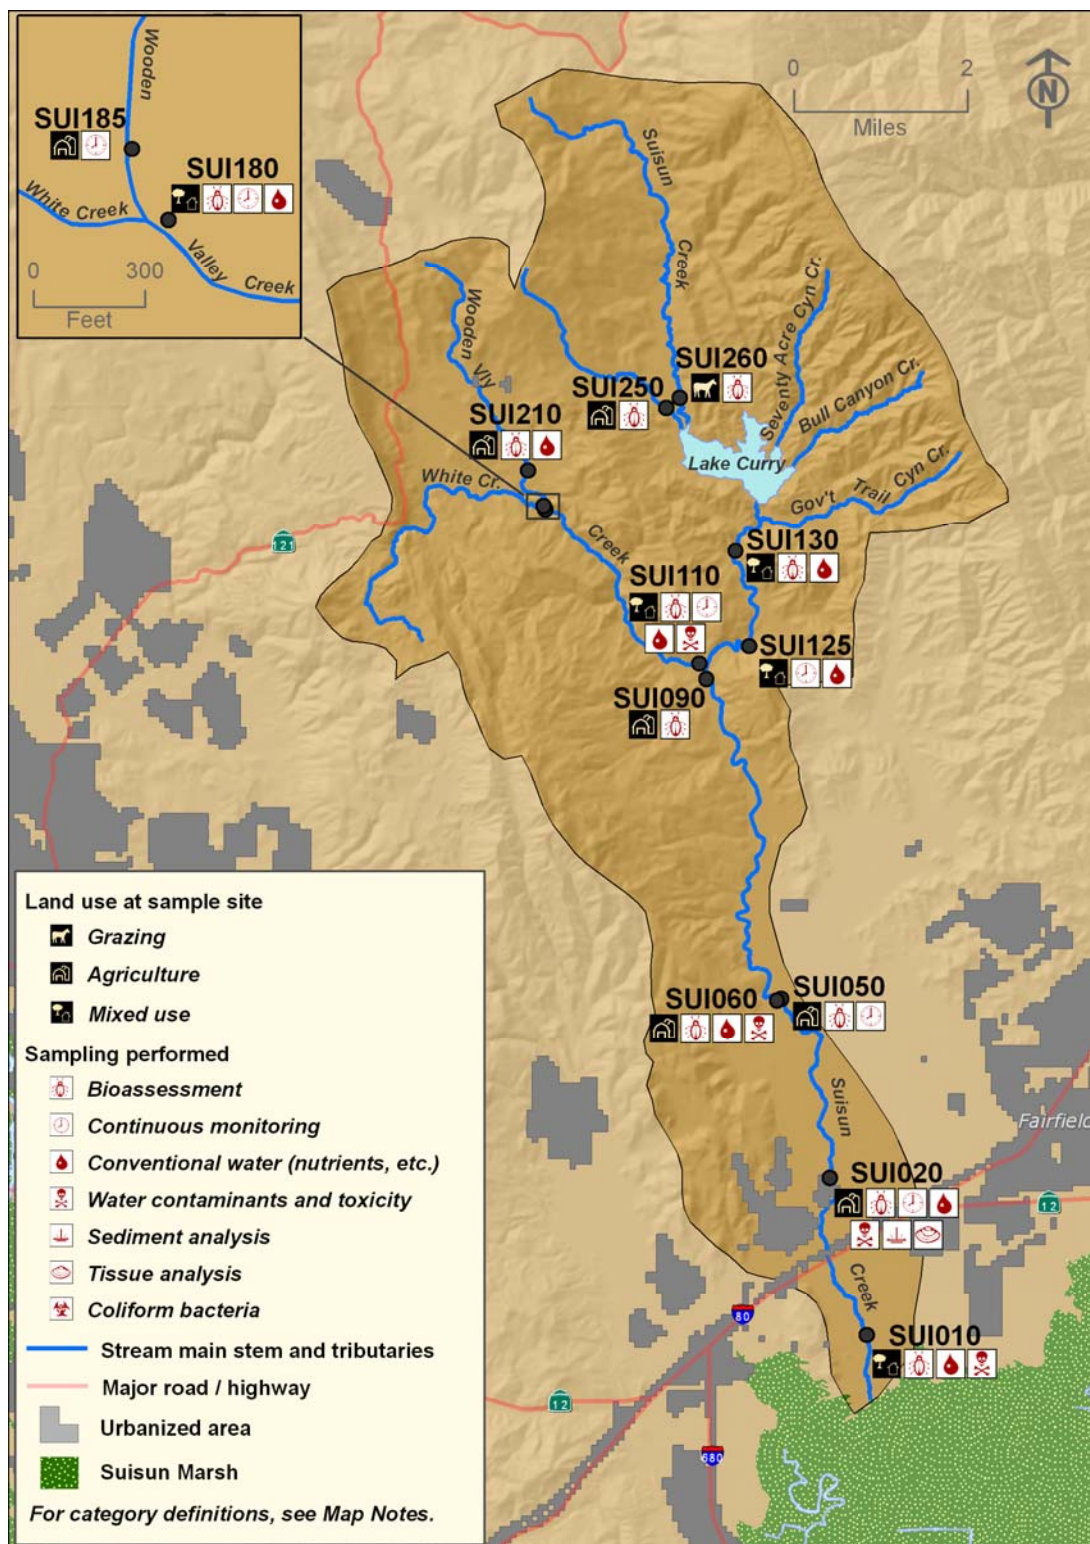 Wooden
SUI185
SUI180
White Creek
Valley
Creek
0 300
Feet
0 2
Miles
N
Suisun
Creek
Wooden
Vly
SUI260
SUI250
SUI210
Seventy Acre Cyn Cr.
Bull Canyon Cr.
Lake Curry
Gov't Trail Cyn Cr.
White Cr.
Creek
121
SUI130
SUI110
SUI125
SUI090
SUI060
SUI050
Suisun
Fairfield
SUI020
12
Creek
80
SUI010
12
680
Land use at sample site
Grazing
Agriculture
Mixed use
Sampling performed
Bioassessment
Continuous monitoring
Conventional water (nutrients, etc.)
Water contaminants and toxicity
Sediment analysis
Tissue analysis
Coliform bacteria
Stream main stem and tributaries
Major road / highway
Urbanized area
Suisun Marsh
For category definitions, see Map Notes.